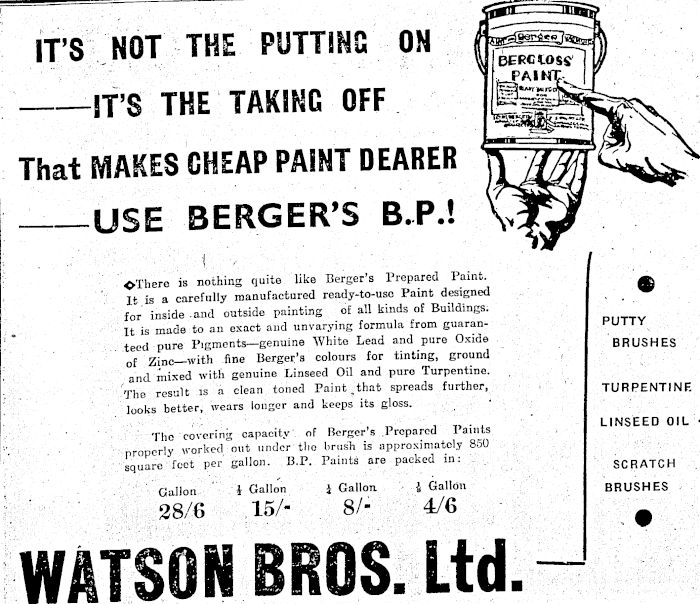 IT'S NOT THE PUTTING ON
IT'S THE TAKING OFF
That MAKES CHEAP PAINT DEARER
USE BERGER'S B.P.!
Berger
BERGLOSS
PAINT
There is nothing quite like Berger's Prepared Paint.
It is a carefully manufactured ready-to-use Paint designed
for inside and outside painting of all kinds of Buildings.
It is made to an exact and unvarying formula from guaran-
teed pure Pigments—genuine White Lead and pure Oxide
of Zinc—with fine Berger's colours for tinting, ground
and mixed with genuine Linseed Oil and pure Turpentine.
The result is a clean toned Paint that spreads further,
looks better, wears longer and keeps its gloss.
The covering capacity of Berger's Prepared Paints
properly worked out under the brush is approximately 850
square feet per gallon. B.P. Paints are packed in:
Gallon ½ Gallon ¼ Gallon ⅛ Gallon
28/6 15/- 8/- 4/6
PUTTY
BRUSHES
TURPENTINE
LINSEED OIL
SCRATCH
BRUSHES
WATSON BROS. Ltd.